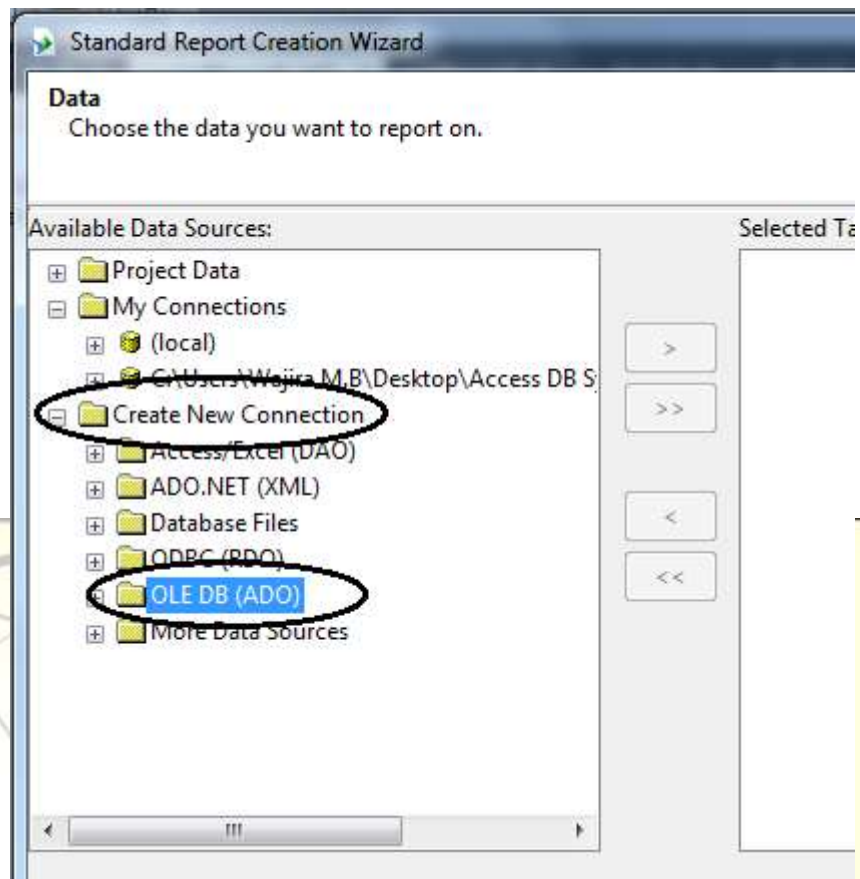 Standard Report Creation Wizard
Data
Choose the data you want to report on.
Available Data Sources:
Selected Ta
Project Data
My Connections
(local)
C:\Users\Wajira M.B\Desktop\Access DB S
Create New Connection
Access/Excel (DAO)
ADO.NET (XML)
Database Files
ODBC (RDO)
OLE DB (ADO)
More Data Sources
>
>>
<
<<